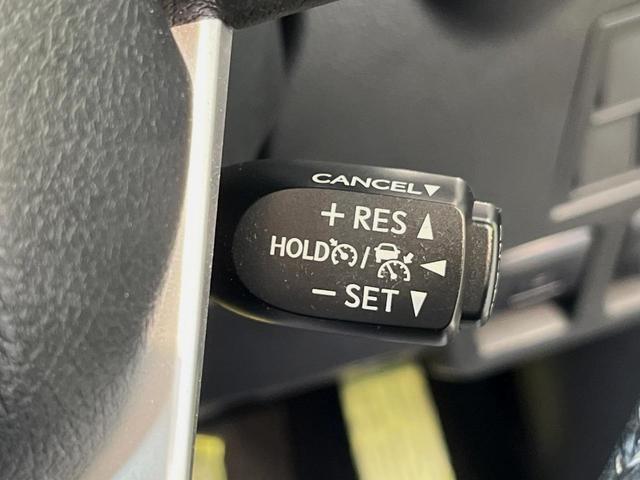 CANCEL▼
+ RES ▲
HOLD / ◀
− SET ▼